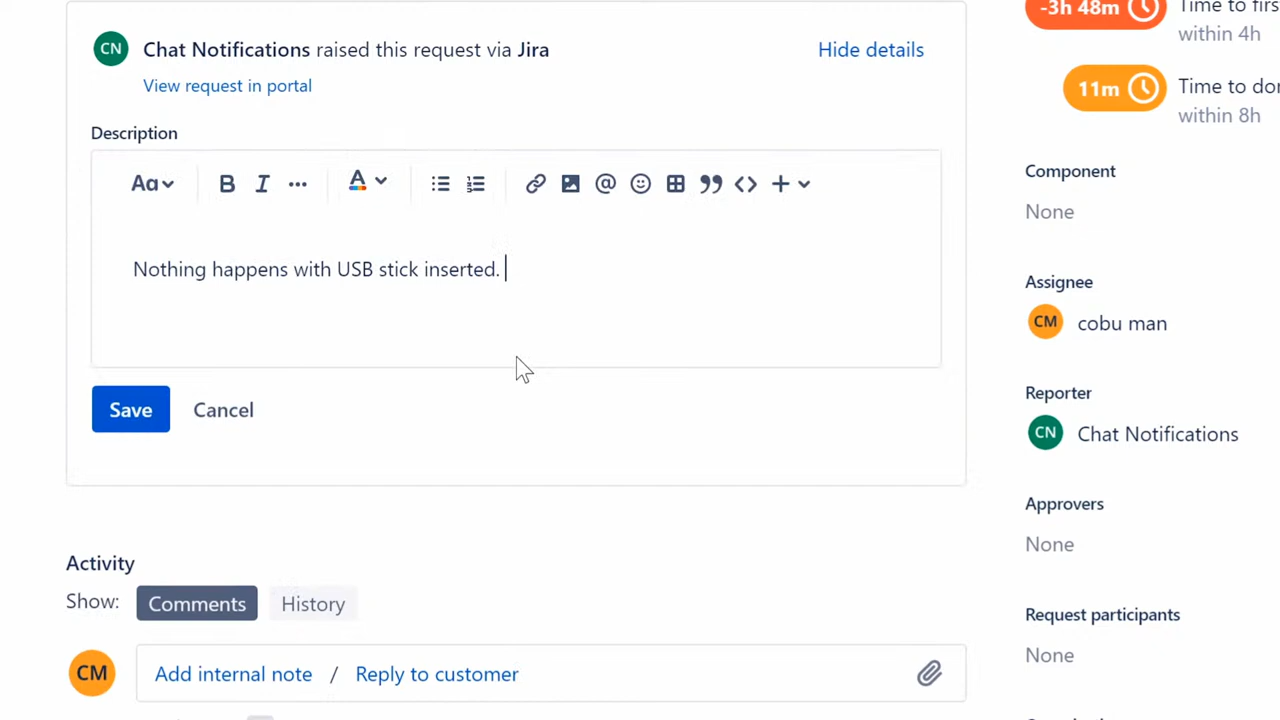 -3h 48m Time to
within 4h
CN Chat Notifications raised this request via Jira Hide details
View request in portal
11m Time to
within 8h
Description
Aa B I ... A @ <> +
Component
None
Nothing happens with USB stick inserted.
Assignee
CM cobu man
Save Cancel
Reporter
CN Chat Notifications
Approvers
None
Activity
Show: Comments History
Request participants
None
CM Add internal note / Reply to customer